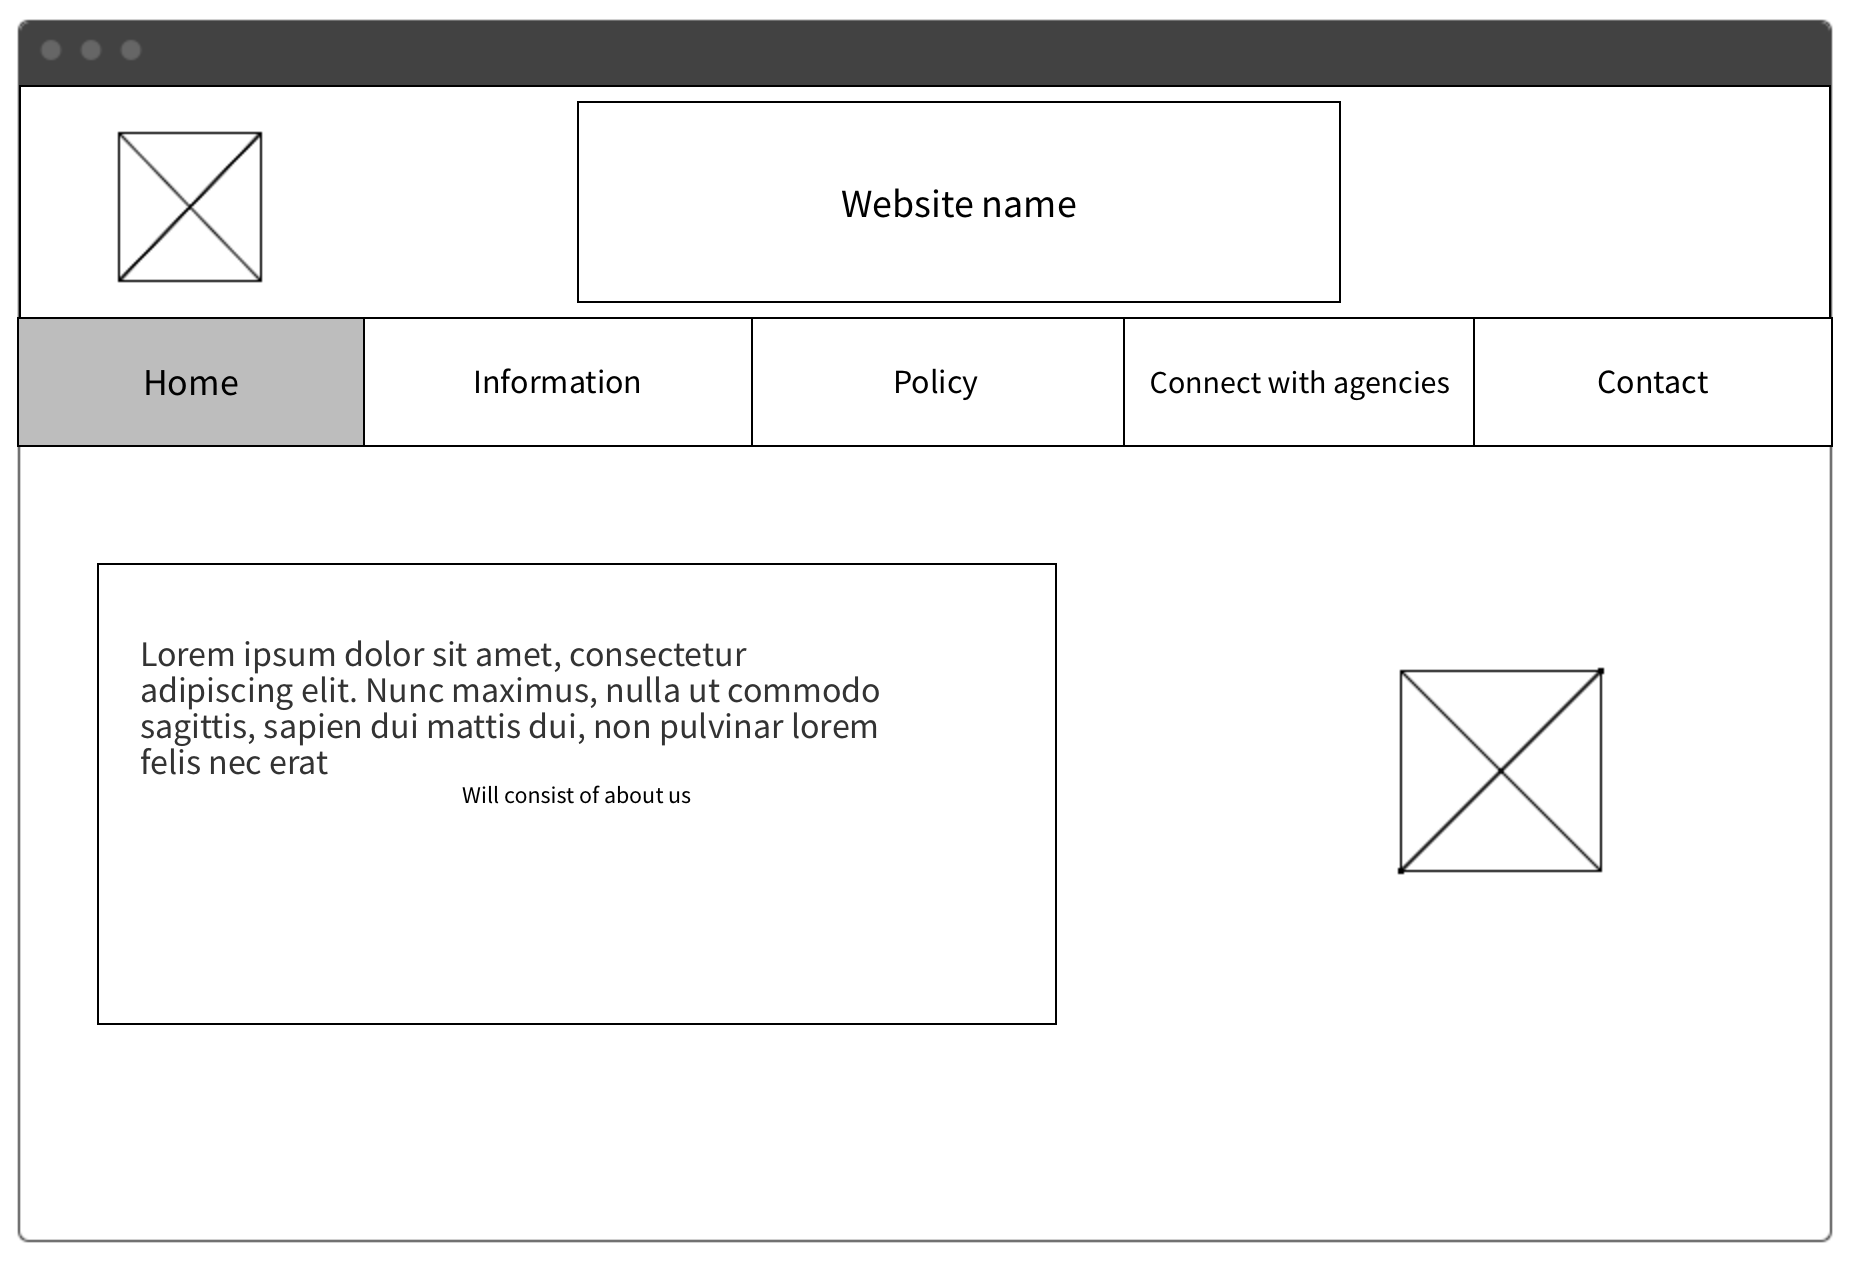 Website name
Home
Information
Policy
Connect with agencies
Contact
Lorem ipsum dolor sit amet, consectetur
adipiscing elit. Nunc maximus, nulla ut commodo
sagittis, sapien dui mattis dui, non pulvinar lorem
felis nec erat
Will consist of about us